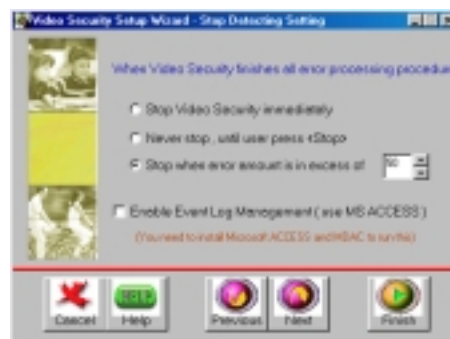 Video Security Setup Wizard - Stop Detecting Setting
When Video Security finishes all error processing procedur
Stop Video Security immediately
Never stop , until user press <Stop>
Stop when error amount is in excess of
Enable Event Log Management ( use MS ACCESS )
(You need to install Microsoft ACCESS and MDAC to run this)
HELP
Cancel Help Previous Next Finish